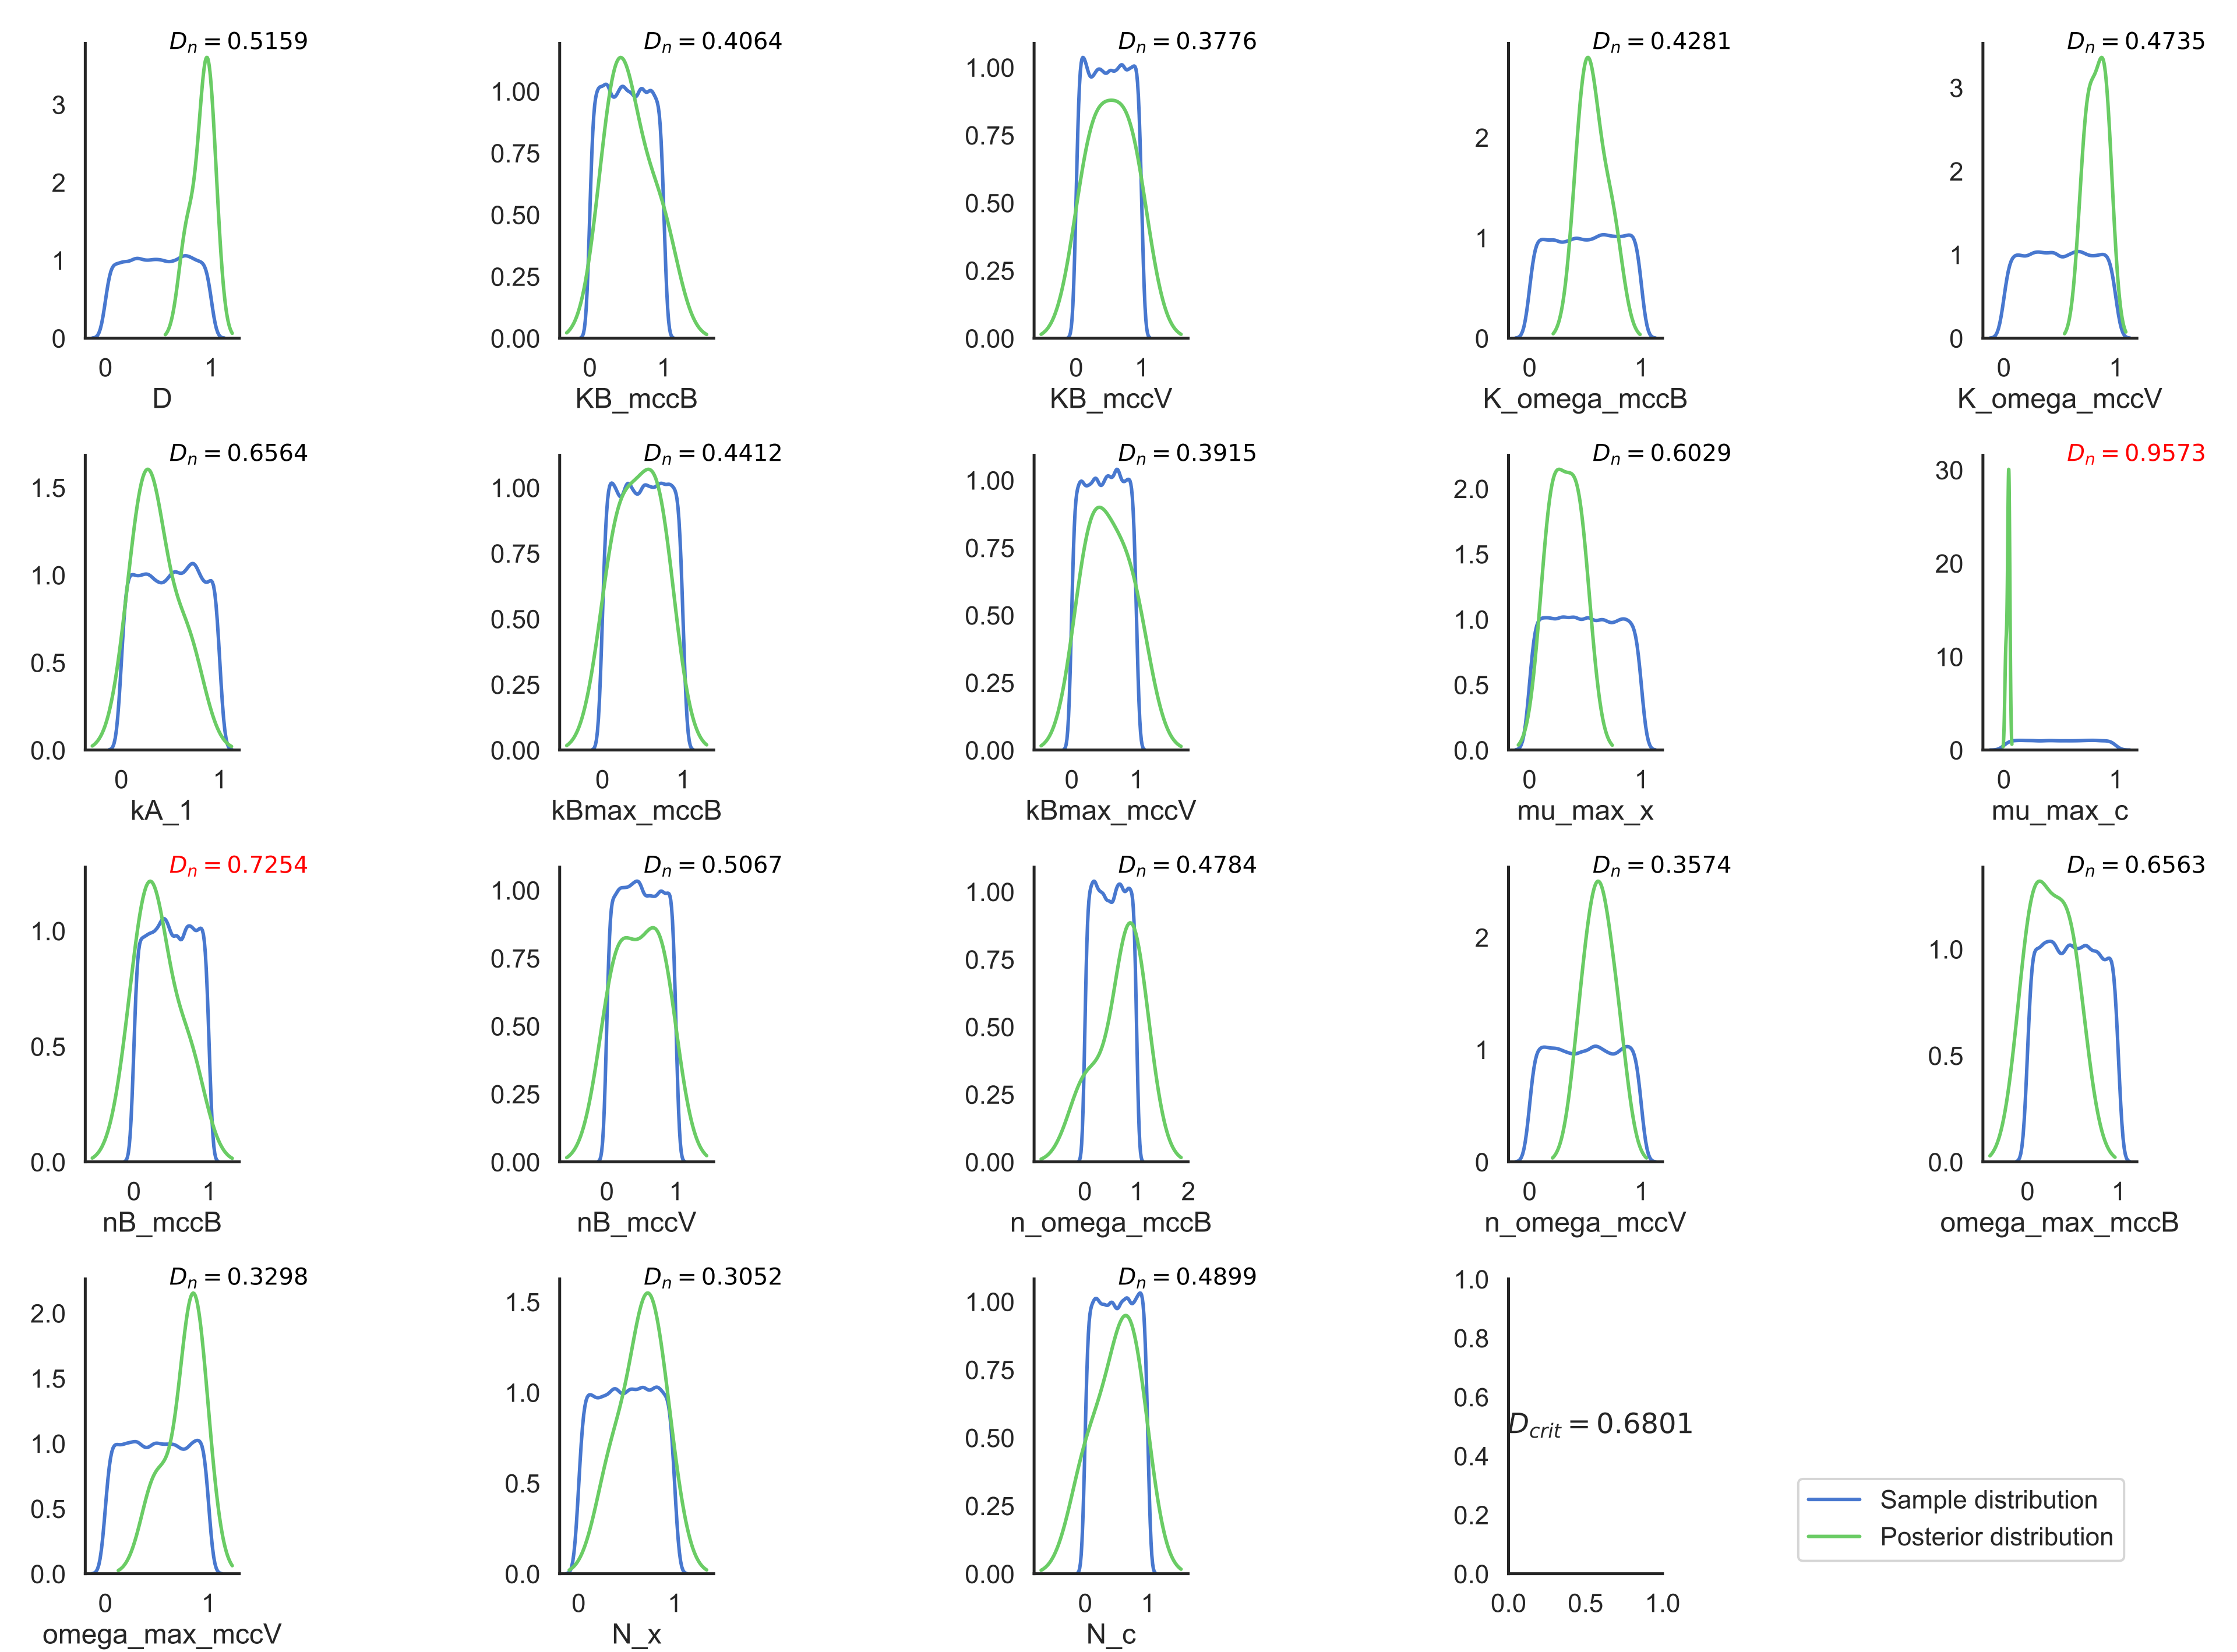 D_n = 0.5159
D_n = 0.4064
D_n = 0.3776
D_n = 0.4281
D_n = 0.4735
3
2
1
0
0 1
D
1.00
0.75
0.50
0.25
0.00
0 1
KB_mccB
1.00
0.75
0.50
0.25
0.00
0 1
KB_mccV
2
1
0
0 1
K_omega_mccB
3
2
1
0
0 1
K_omega_mccV
D_n = 0.6564
D_n = 0.4412
D_n = 0.3915
D_n = 0.6029
D_n = 0.9573
1.5
1.0
0.5
0.0
0 1
kA_1
1.00
0.75
0.50
0.25
0.00
0 1
kBmax_mccB
1.00
0.75
0.50
0.25
0.00
0 1
kBmax_mccV
2.0
1.5
1.0
0.5
0.0
0 1
mu_max_x
30
20
10
0
0 1
mu_max_c
D_n = 0.7254
D_n = 0.5067
D_n = 0.4784
D_n = 0.3574
D_n = 0.6563
1.0
0.5
0.0
0 1
nB_mccB
1.00
0.75
0.50
0.25
0.00
0 1
nB_mccV
1.00
0.75
0.50
0.25
0.00
0 1 2
n_omega_mccB
2
1
0
0 1
n_omega_mccV
1.0
0.5
0.0
0 1
omega_max_mccB
D_n = 0.3298
D_n = 0.3052
D_n = 0.4899
2.0
1.5
1.0
0.5
0.0
0 1
omega_max_mccV
1.5
1.0
0.5
0.0
0 1
N_x
1.00
0.75
0.50
0.25
0.00
0 1
N_c
1.0
0.8
0.6
D_crit = 0.6801
0.4
0.2
0.0
0.0 0.5 1.0
Sample distribution
Posterior distribution